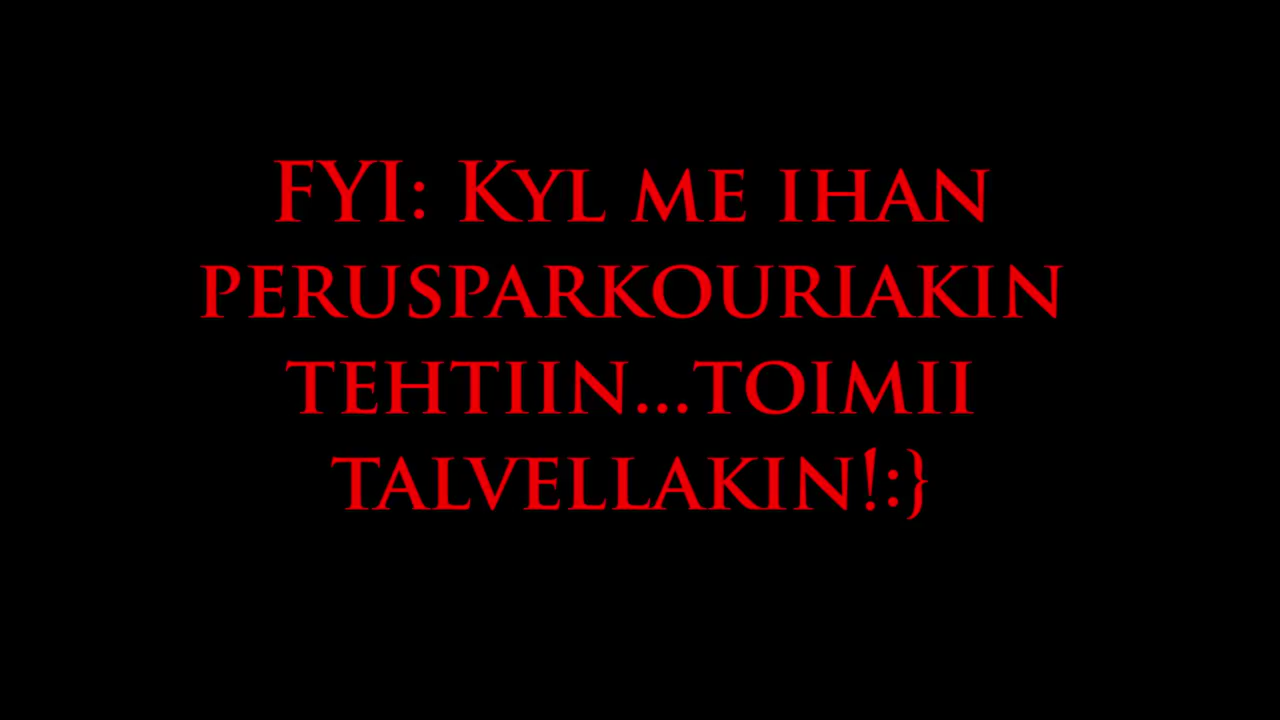 FYI: Kyl me ihan
perusparkouriakin
tehtiin...toimii
talvellakin!:}